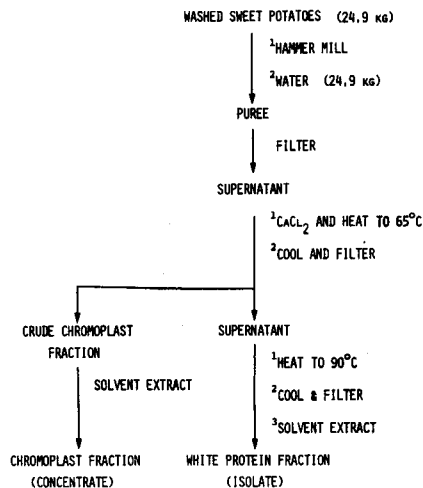 WASHED SWEET POTATOES (24.9 KG)
¹HAMMER MILL
²WATER (24.9 KG)
PUREE
FILTER
SUPERNATANT
¹CACL₂ AND HEAT TO 65°C
²COOL AND FILTER
CRUDE CHROMOPLAST
FRACTION
SOLVENT EXTRACT
CHROMOPLAST FRACTION
(CONCENTRATE)
SUPERNATANT
¹HEAT TO 90°C
²COOL & FILTER
³SOLVENT EXTRACT
WHITE PROTEIN FRACTION
(ISOLATE)